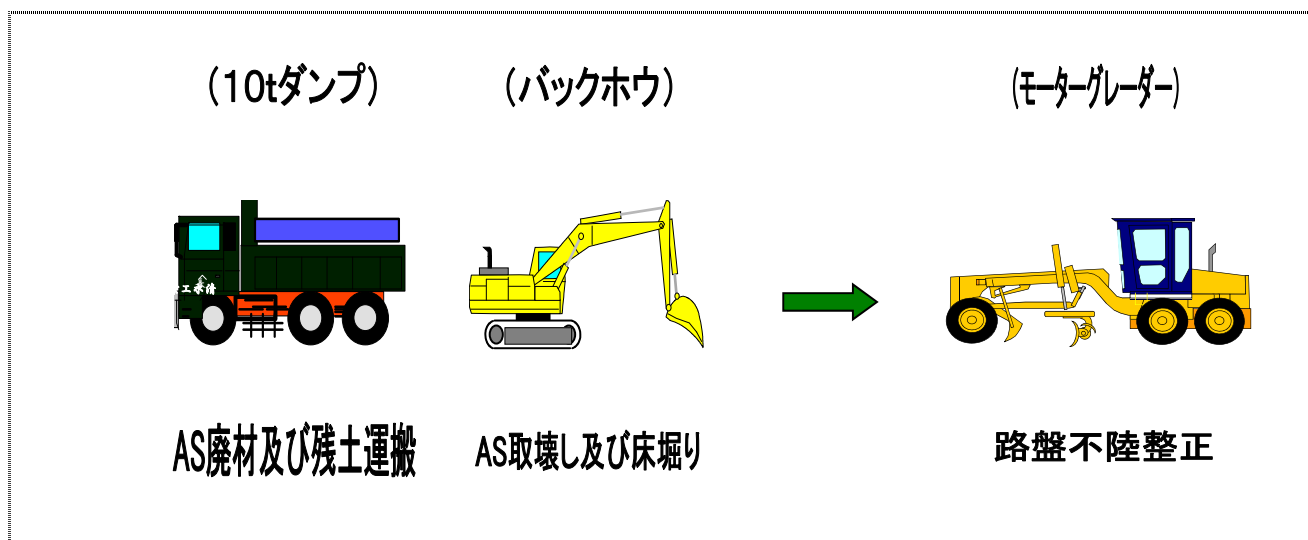 (10tダンプ)
(バックホウ)
(モーターグレーダー)
AS廃材及び残土運搬
AS取壊し及び床堀り
路盤不陸整正